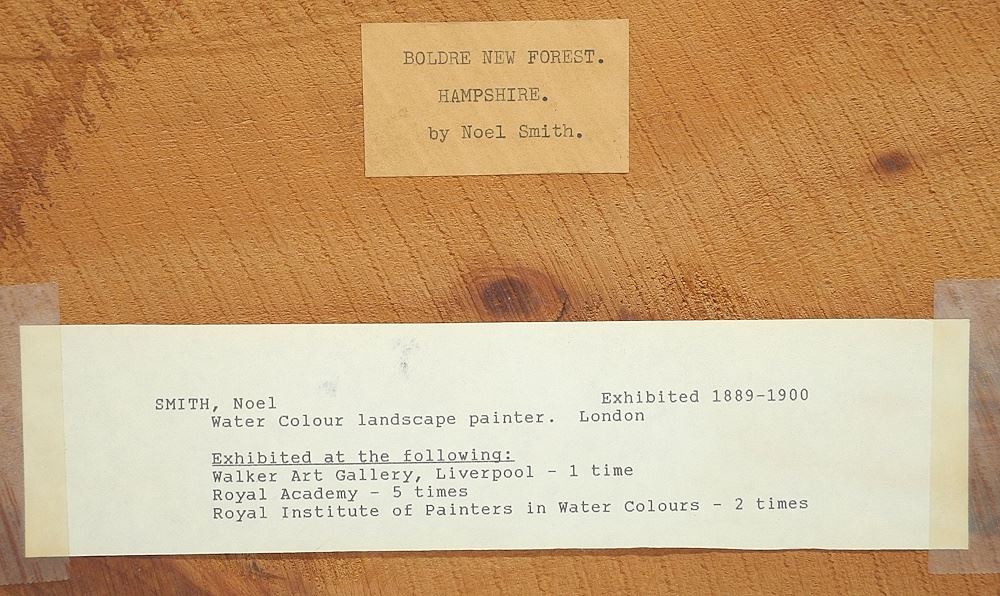 BOLDRE NEW FOREST.
HAMPSHIRE.
by Noel Smith.
SMITH, Noel Exhibited 1889-1900
Water Colour landscape painter. London
Exhibited at the following:
Walker Art Gallery, Liverpool - 1 time
Royal Academy - 5 times
Royal Institute of Painters in Water Colours - 2 times